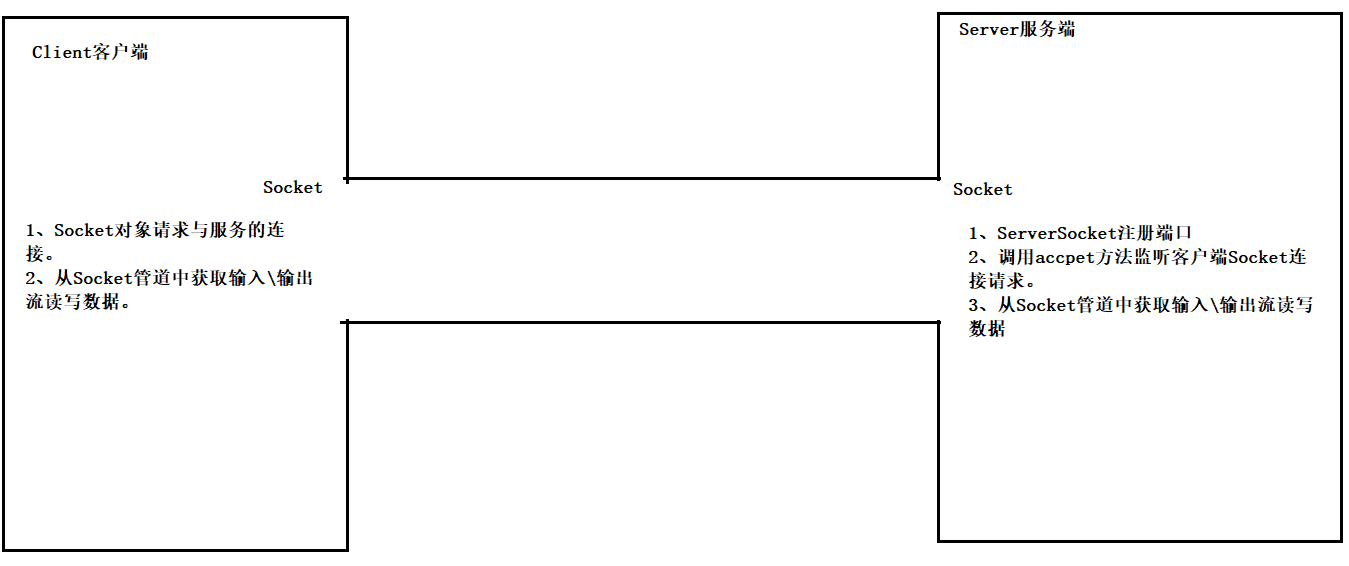 Client客户端
Socket
1、Socket对象请求与服务的连
接。
2、从Socket管道中获取输入\输出
流读写数据。
Server服务端
Socket
1、ServerSocket注册端口
2、调用accpet方法监听客户端Socket连
接请求。
3、从Socket管道中获取输入\输出流读写
数据